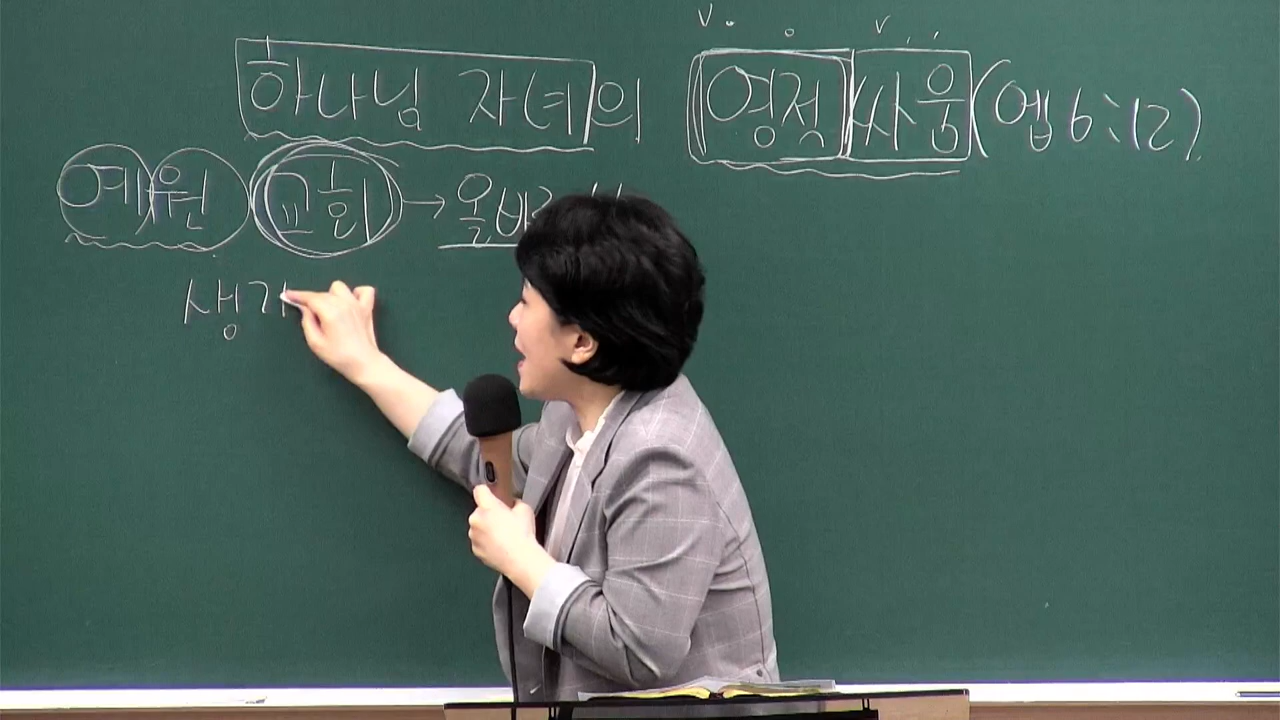 하나님 자녀의 영적 싸움 (엡 6:12)
예원 교회 → 올바
생기